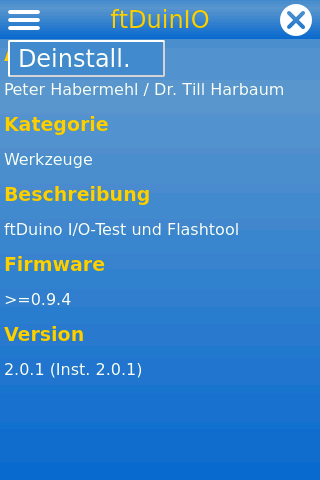 ftDuinIO
Deinstall.
Peter Habermehl / Dr. Till Harbaum
Kategorie
Werkzeuge
Beschreibung
ftDuino I/O-Test und Flashtool
Firmware
>=0.9.4
Version
2.0.1 (Inst. 2.0.1)